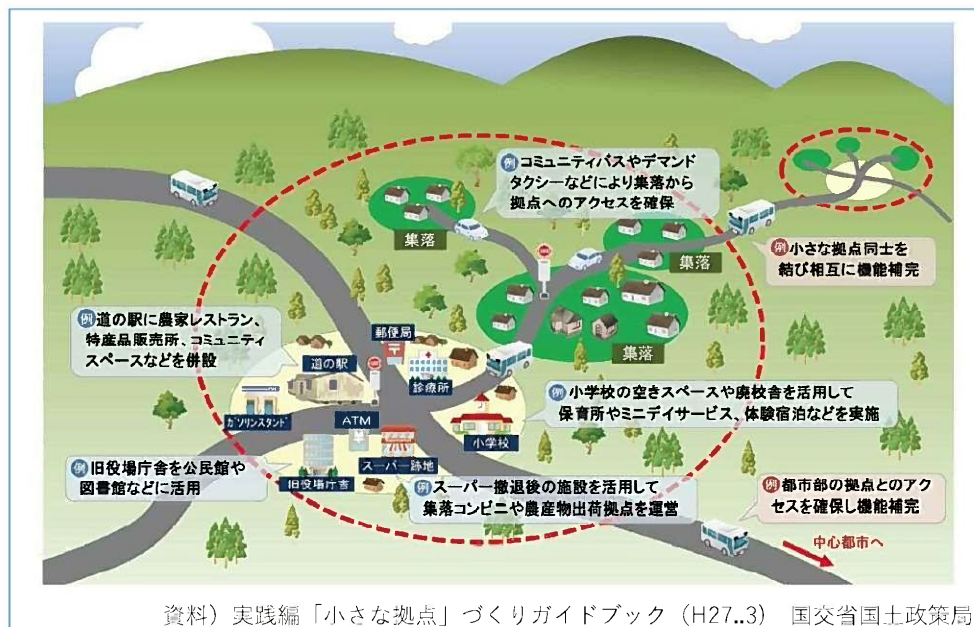 例 コミュニティバスやデマンド
タクシーなどにより集落から
拠点へのアクセスを確保
集落
集落
集落
例 小さな拠点同士を
結び相互に機能補完
例 道の駅に農家レストラン、
特産品販売所、コミュニティ
スペースなどを併設
郵便局
道の駅
診療所
ガソリンスタンド
ATM
小学校
例 小学校の空きスペースや廃校舎を活用して
保育所やミニデイサービス、体験宿泊などを実施
例 旧役場庁舎を公民館や
図書館などに活用
旧役場庁舎
スーパー跡地
例 スーパー撤退後の施設を活用して
集落コンビニや農産物出荷拠点を運営
例 都市部の拠点とのアク
セスを確保し機能補完
中心都市へ
資料）実践編「小さな拠点」づくりガイドブック（H27..3） 国交省国土政策局